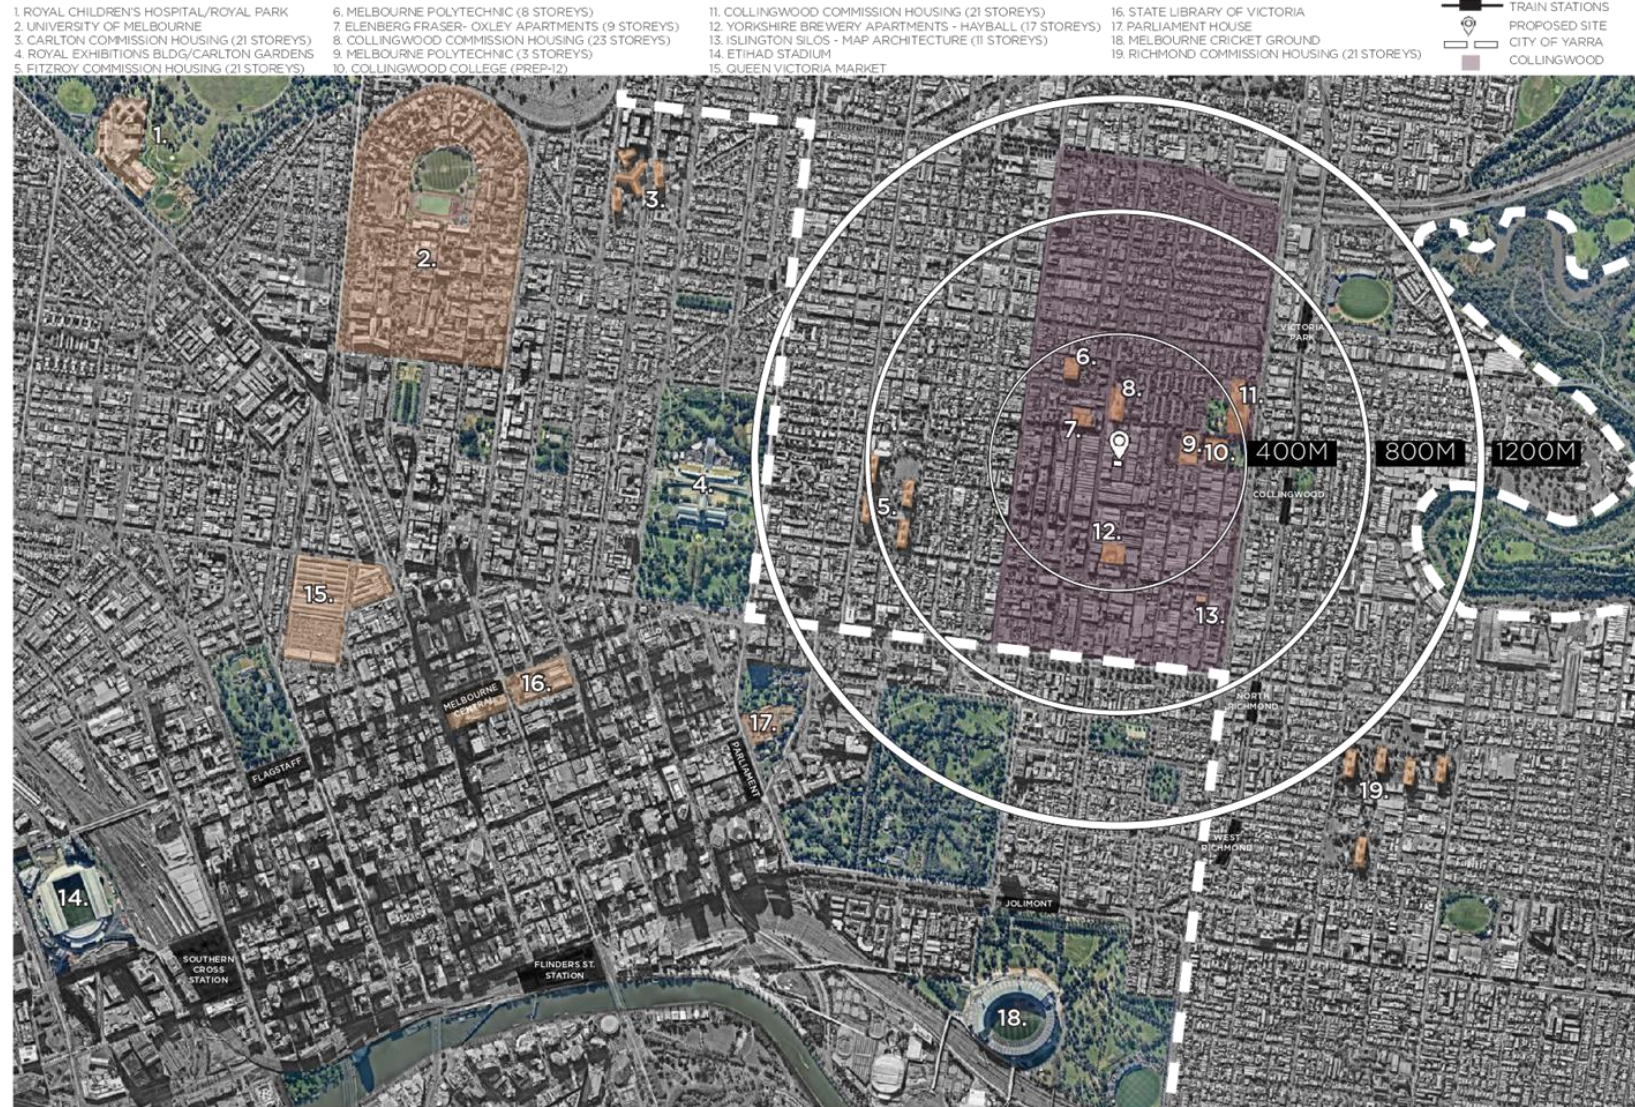 1. ROYAL CHILDREN'S HOSPITAL/ROYAL PARK
2. UNIVERSITY OF MELBOURNE
3. CARLTON COMMISSION HOUSING (21 STOREYS)
4. ROYAL EXHIBITIONS BLDG/CARLTON GARDENS
5. FITZROY COMMISSION HOUSING (21 STOREYS)
6. MELBOURNE POLYTECHNIC (8 STOREYS)
7. ELENBERG FRASER- OXLEY APARTMENTS (9 STOREYS)
8. COLLINGWOOD COMMISSION HOUSING (23 STOREYS)
9. MELBOURNE POLYTECHNIC (3 STOREYS)
10. COLLINGWOOD COLLEGE (PREP-12)
11. COLLINGWOOD COMMISSION HOUSING (21 STOREYS)
12. YORKSHIRE BREWERY APARTMENTS - HAYBALL (17 STOREYS)
13. ISLINGTON SILOS - MAP ARCHITECTURE (11 STOREYS)
14. ETIHAD STADIUM
15. QUEEN VICTORIA MARKET
16. STATE LIBRARY OF VICTORIA
17. PARLIAMENT HOUSE
18. MELBOURNE CRICKET GROUND
19. RICHMOND COMMISSION HOUSING (21 STOREYS)
TRAIN STATIONS
PROPOSED SITE
CITY OF YARRA
COLLINGWOOD
1.
2.
3.
VICTORIA
PARK
6.
8.
11.
7.
9.
10.
400M
800M
1200M
4.
5.
COLLINGWOOD
12.
15.
13.
16.
MELBOURNE
CENTRAL
NORTH
RICHMOND
17.
PARLIAMENT
FLAGSTAFF
19.
WEST
RICHMOND
14.
JOLIMONT
SOUTHERN
CROSS
STATION
FLINDERS ST.
STATION
18.